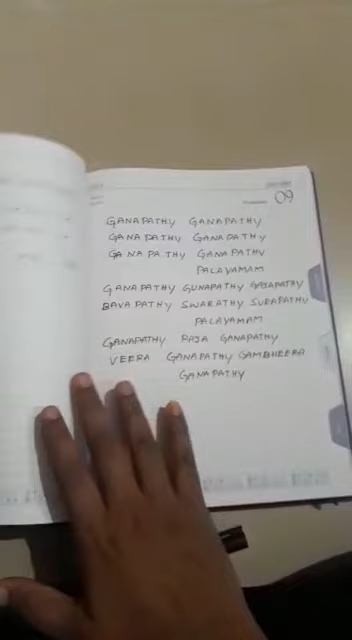 09
GANAPATHY GANAPATHY
GANAPATHY GANAPATHY
GANAPATHY GANAPATHY
PALAYAMAM
GANAPATHY GUNAPATHY GAJAPATHY
BAVAPATHY SWARATHY SURAPATHY
PALAYAMAM
GANAPATHY RAJA GANAPATHY
VEERA GANAPATHY GAMBHEERA
GANAPATHY